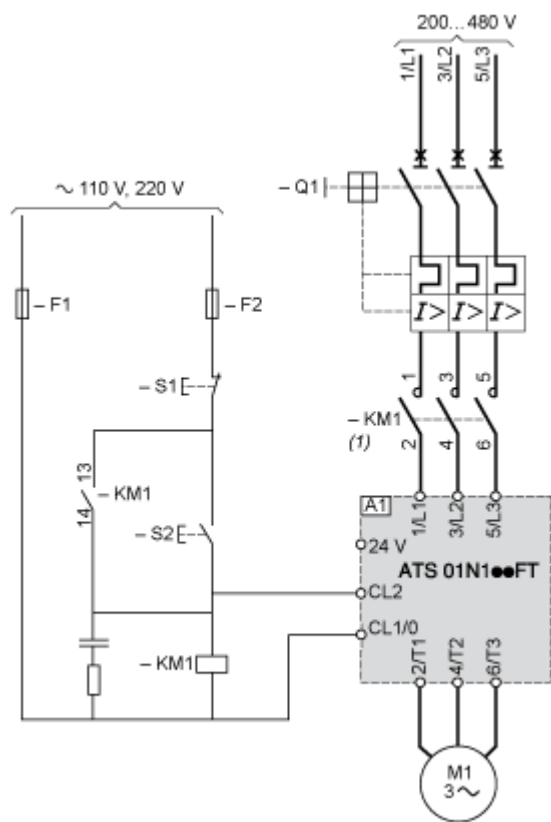 200... 480 V
1/L1
3/L2
5/L3
– Q1
~ 110 V, 220 V
– F1
– F2
I>
I>
I>
– S1
1
3
5
– KM1
(1)
2
4
6
13
14
– KM1
– S2
A1
1/L1
3/L2
5/L3
24 V
ATS 01N1●●FT
CL2
CL1/0
– KM1
2/T1
4/T2
6/T3
M1
3 ~